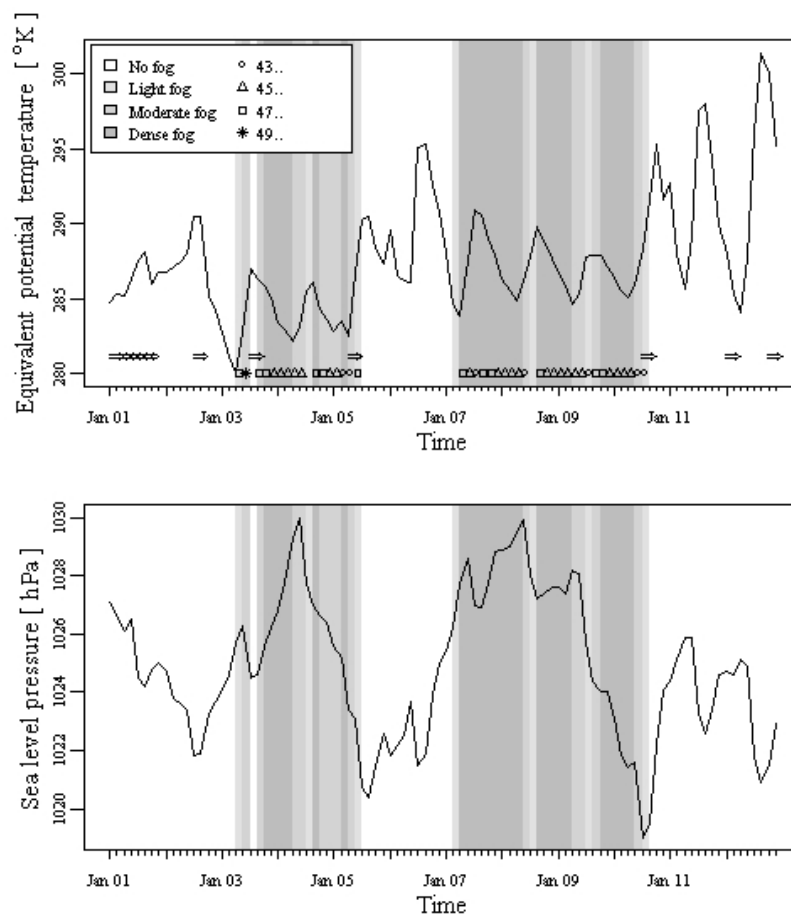 Equivalent potential temperature [ °K ]
300
295
290
285
280
No fog
Light fog
Moderate fog
Dense fog
43..
45..
47..
49..
Jan 01
Jan 03
Jan 05
Jan 07
Jan 09
Jan 11
Time
Sea level pressure [ hPa ]
1030
1028
1026
1024
1022
1020
Jan 01
Jan 03
Jan 05
Jan 07
Jan 09
Jan 11
Time